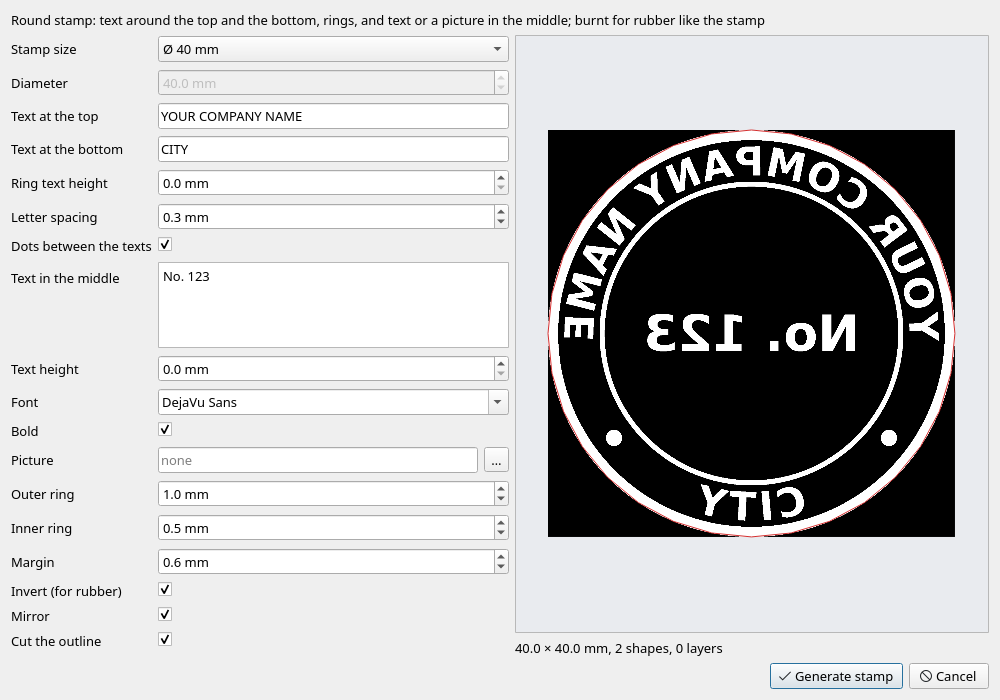 Round stamp: text around the top and the bottom, rings, and text or a picture in the middle; burnt for rubber like the stamp
Stamp size
Ø 40 mm
Diameter
40.0 mm
Text at the top
YOUR COMPANY NAME
Text at the bottom
CITY
Ring text height
0.0 mm
Letter spacing
0.3 mm
Dots between the texts
Text in the middle
No. 123
Text height
0.0 mm
Font
DejaVu Sans
Bold
Picture
none
...
Outer ring
1.0 mm
Inner ring
0.5 mm
Margin
0.6 mm
Invert (for rubber)
Mirror
Cut the outline
YOUR COMPANY NAME
No. 123
CITY
40.0 × 40.0 mm, 2 shapes, 0 layers
Generate stamp
Cancel